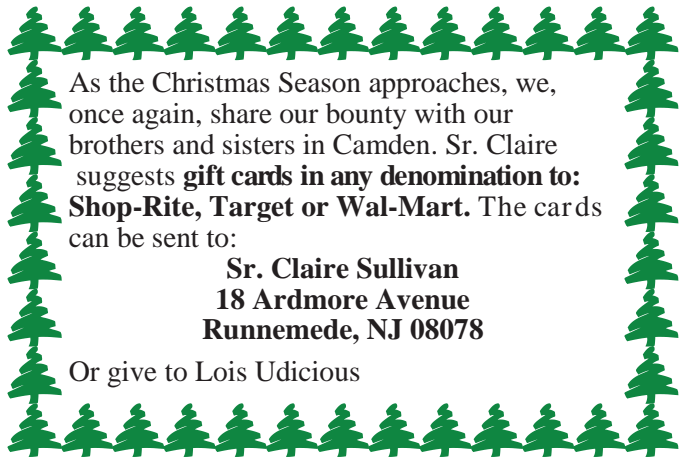 As the Christmas Season approaches, we,
once again, share our bounty with our
brothers and sisters in Camden. Sr. Claire
suggests gift cards in any denomination to:
Shop-Rite, Target or Wal-Mart. The cards
can be sent to:
Sr. Claire Sullivan
18 Ardmore Avenue
Runnemede, NJ 08078
Or give to Lois Udicious